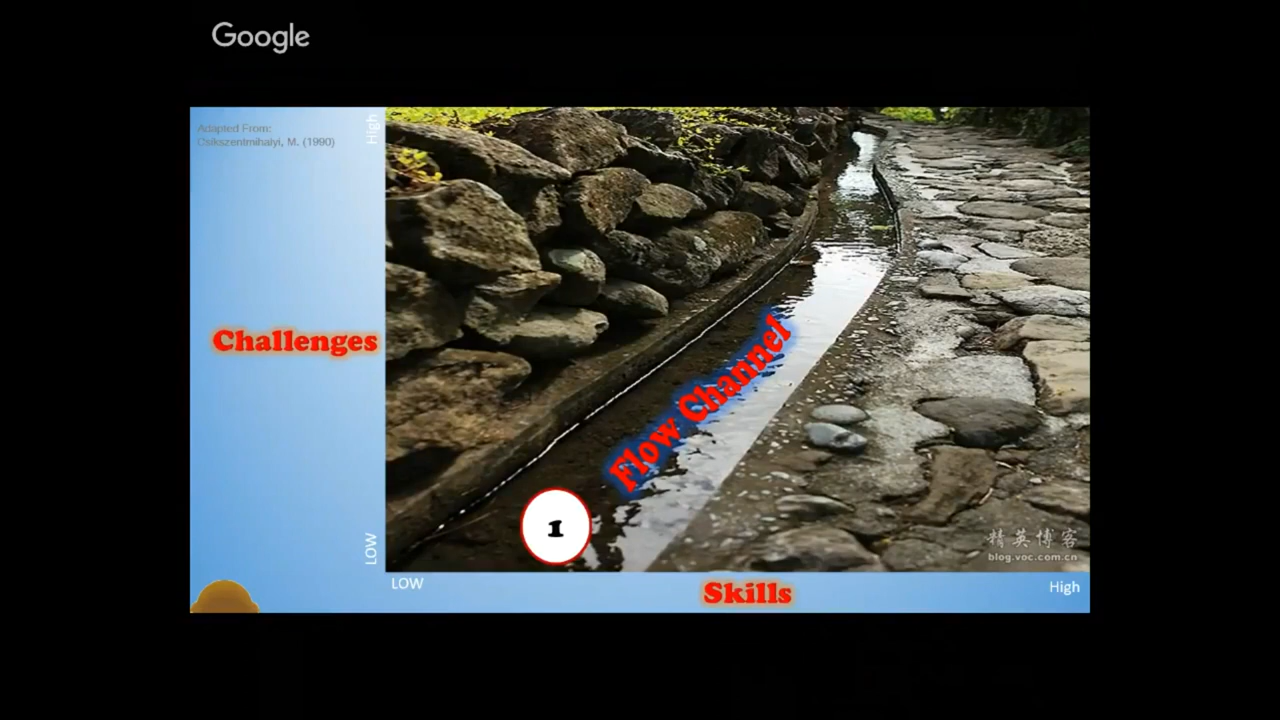 Google
Adapted From:
Csikszentmihalyi, M. (1990)
High
Challenges
Flow Channel
1
LOW
LOW
Skills
High
精英博客
blog.voc.com.cn